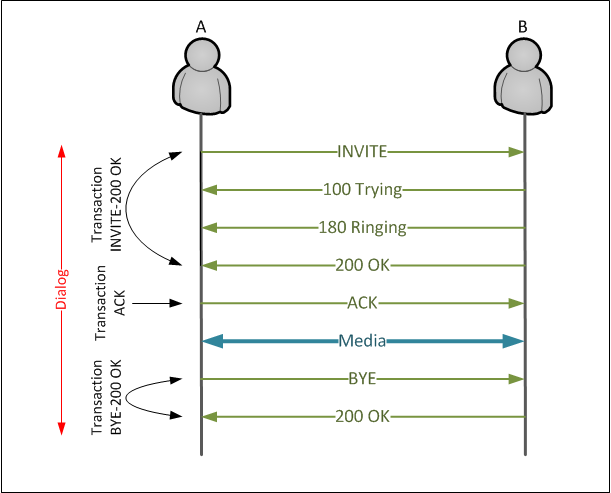 A
B
INVITE
100 Trying
180 Ringing
200 OK
ACK
Media
BYE
200 OK
Dialog
Transaction
INVITE-200 OK
Transaction
ACK
Transaction
BYE-200 OK